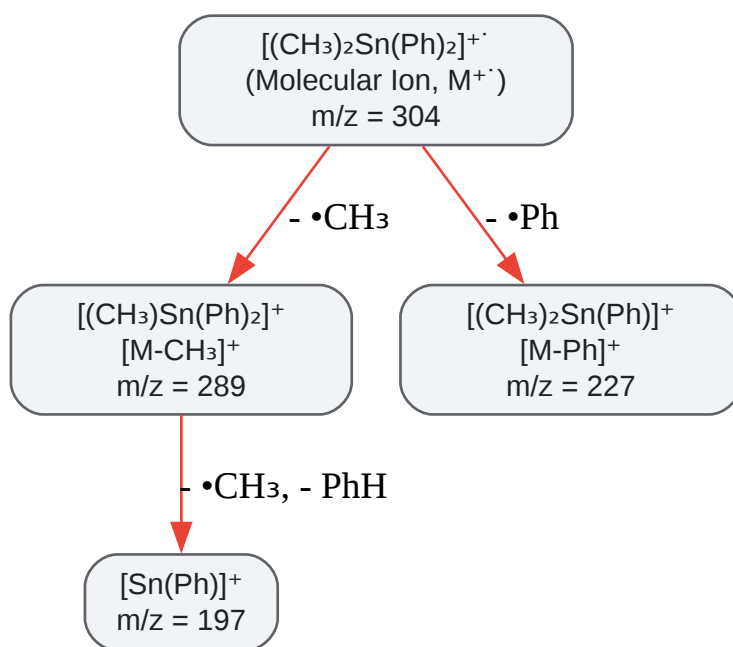 [(CH₃)₂Sn(Ph)₂]⁺˙
(Molecular Ion, M⁺˙)
m/z = 304
- •CH₃
- •Ph
[(CH₃)Sn(Ph)₂]⁺
[M-CH₃]⁺
m/z = 289
[(CH₃)₂Sn(Ph)]⁺
[M-Ph]⁺
m/z = 227
- •CH₃, - PhH
[Sn(Ph)]⁺
m/z = 197